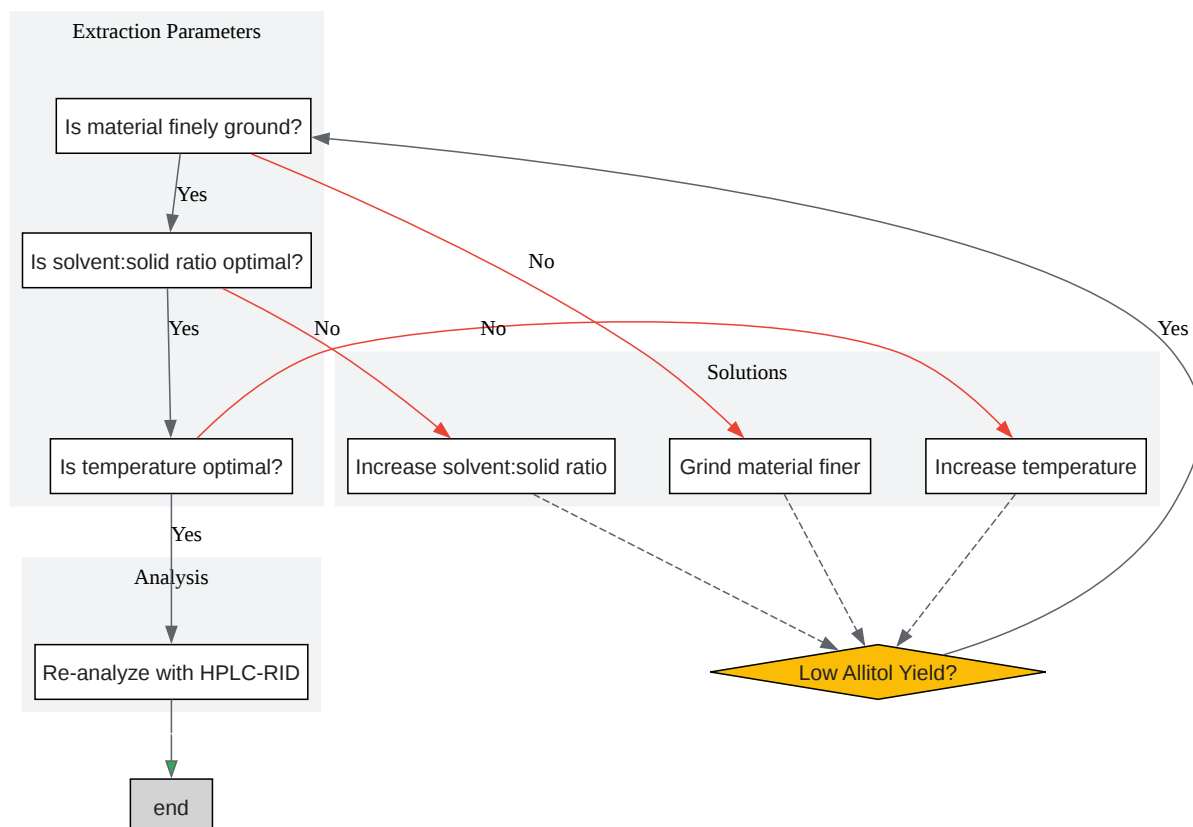 Extraction Parameters
Is material finely ground?
Yes
Is solvent:solid ratio optimal?
No
Yes
No
No
Yes
Solutions
Is temperature optimal?
Increase solvent:solid ratio
Grind material finer
Increase temperature
Yes
Analysis
Re-analyze with HPLC-RID
Low Allitol Yield?
end